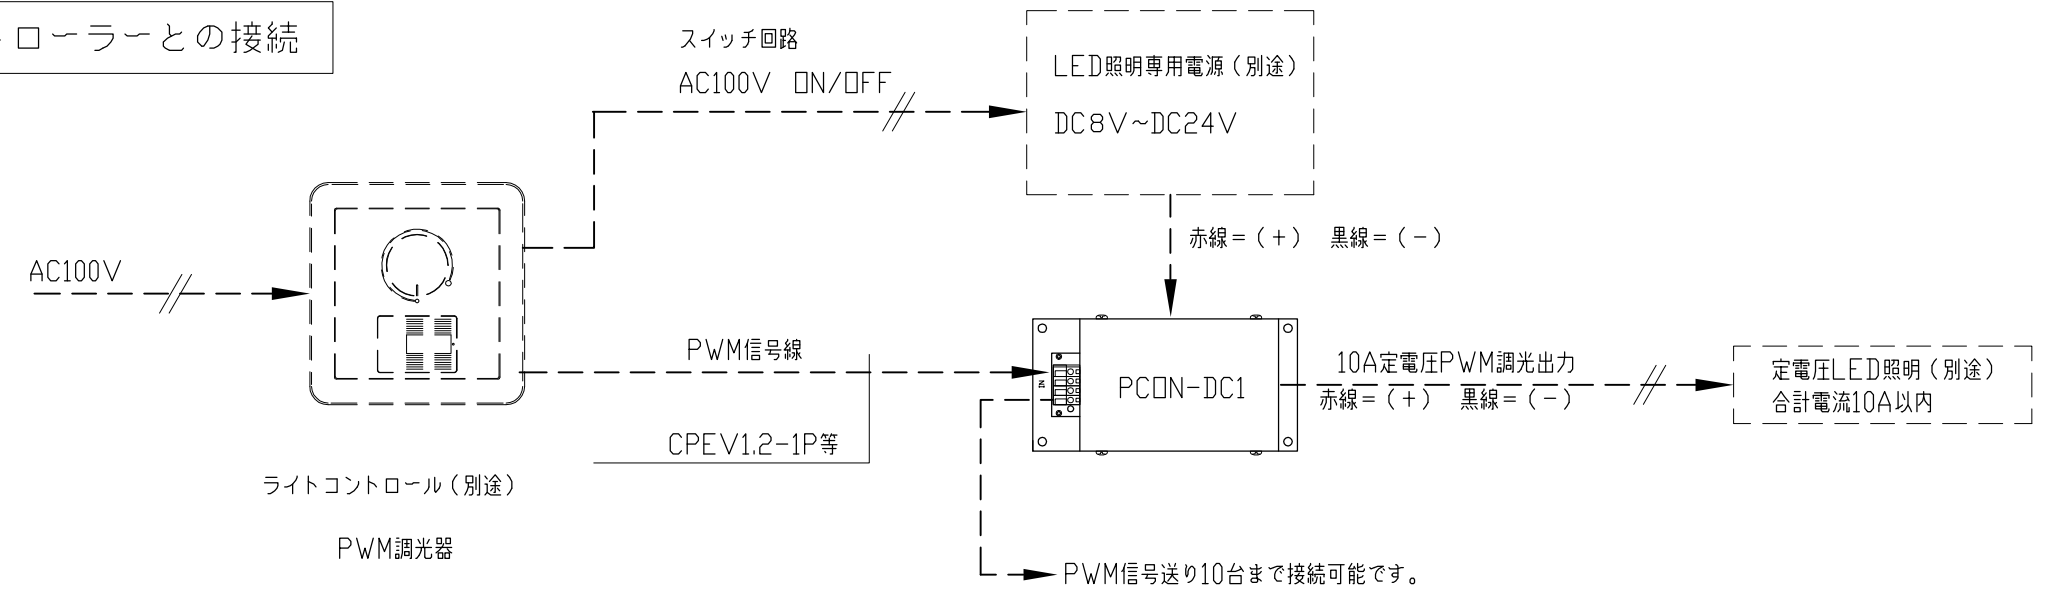 ローラーとの接続
スイッチ回路
AC100V ON/OFF
LED照明専用電源（別途）
DC8V～DC24V
赤線＝（＋） 黒線＝（－）
AC100V
PWM信号線
CPEV1.2-1P等
IN
PCON-DC1
10A定電圧PWM調光出力
赤線＝（＋） 黒線＝（－）
定電圧LED照明（別途）
合計電流10A以内
ライトコントロール（別途）
PWM調光器
PWM信号送り10台まで接続可能です。